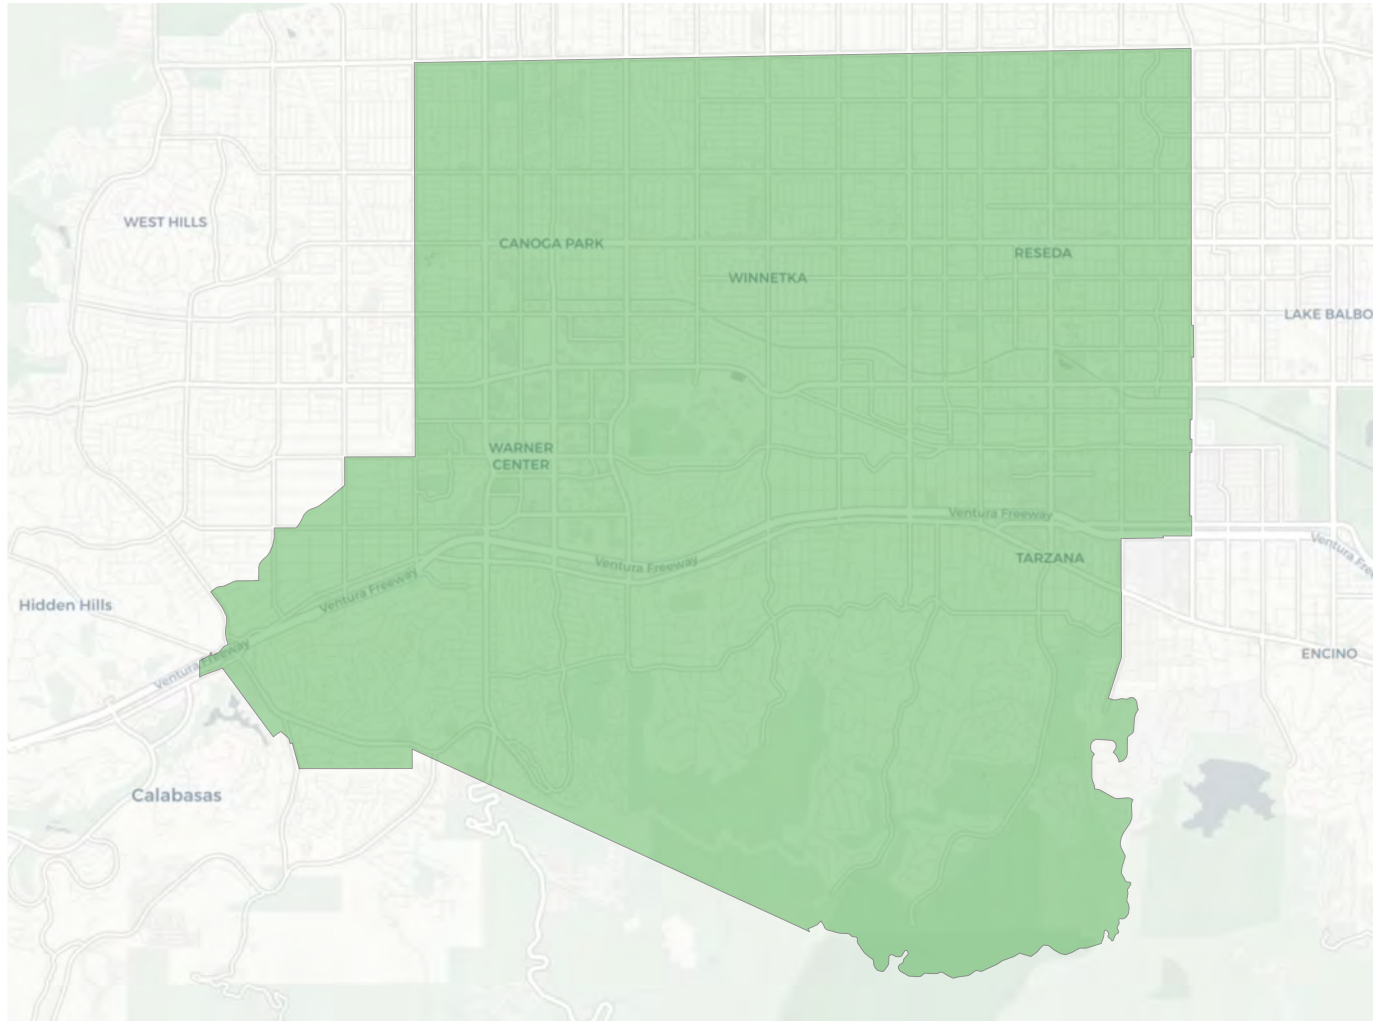 WEST HILLS
CANOGA PARK
RESEDA
WINNETKA
LAKE BALBO
WARNER
CENTER
Ventura Freeway
Ventura Freeway
Ventura Freeway
Ventura Free
TARZANA
Hidden Hills
Ventura Freeway
ENCINO
Calabasas